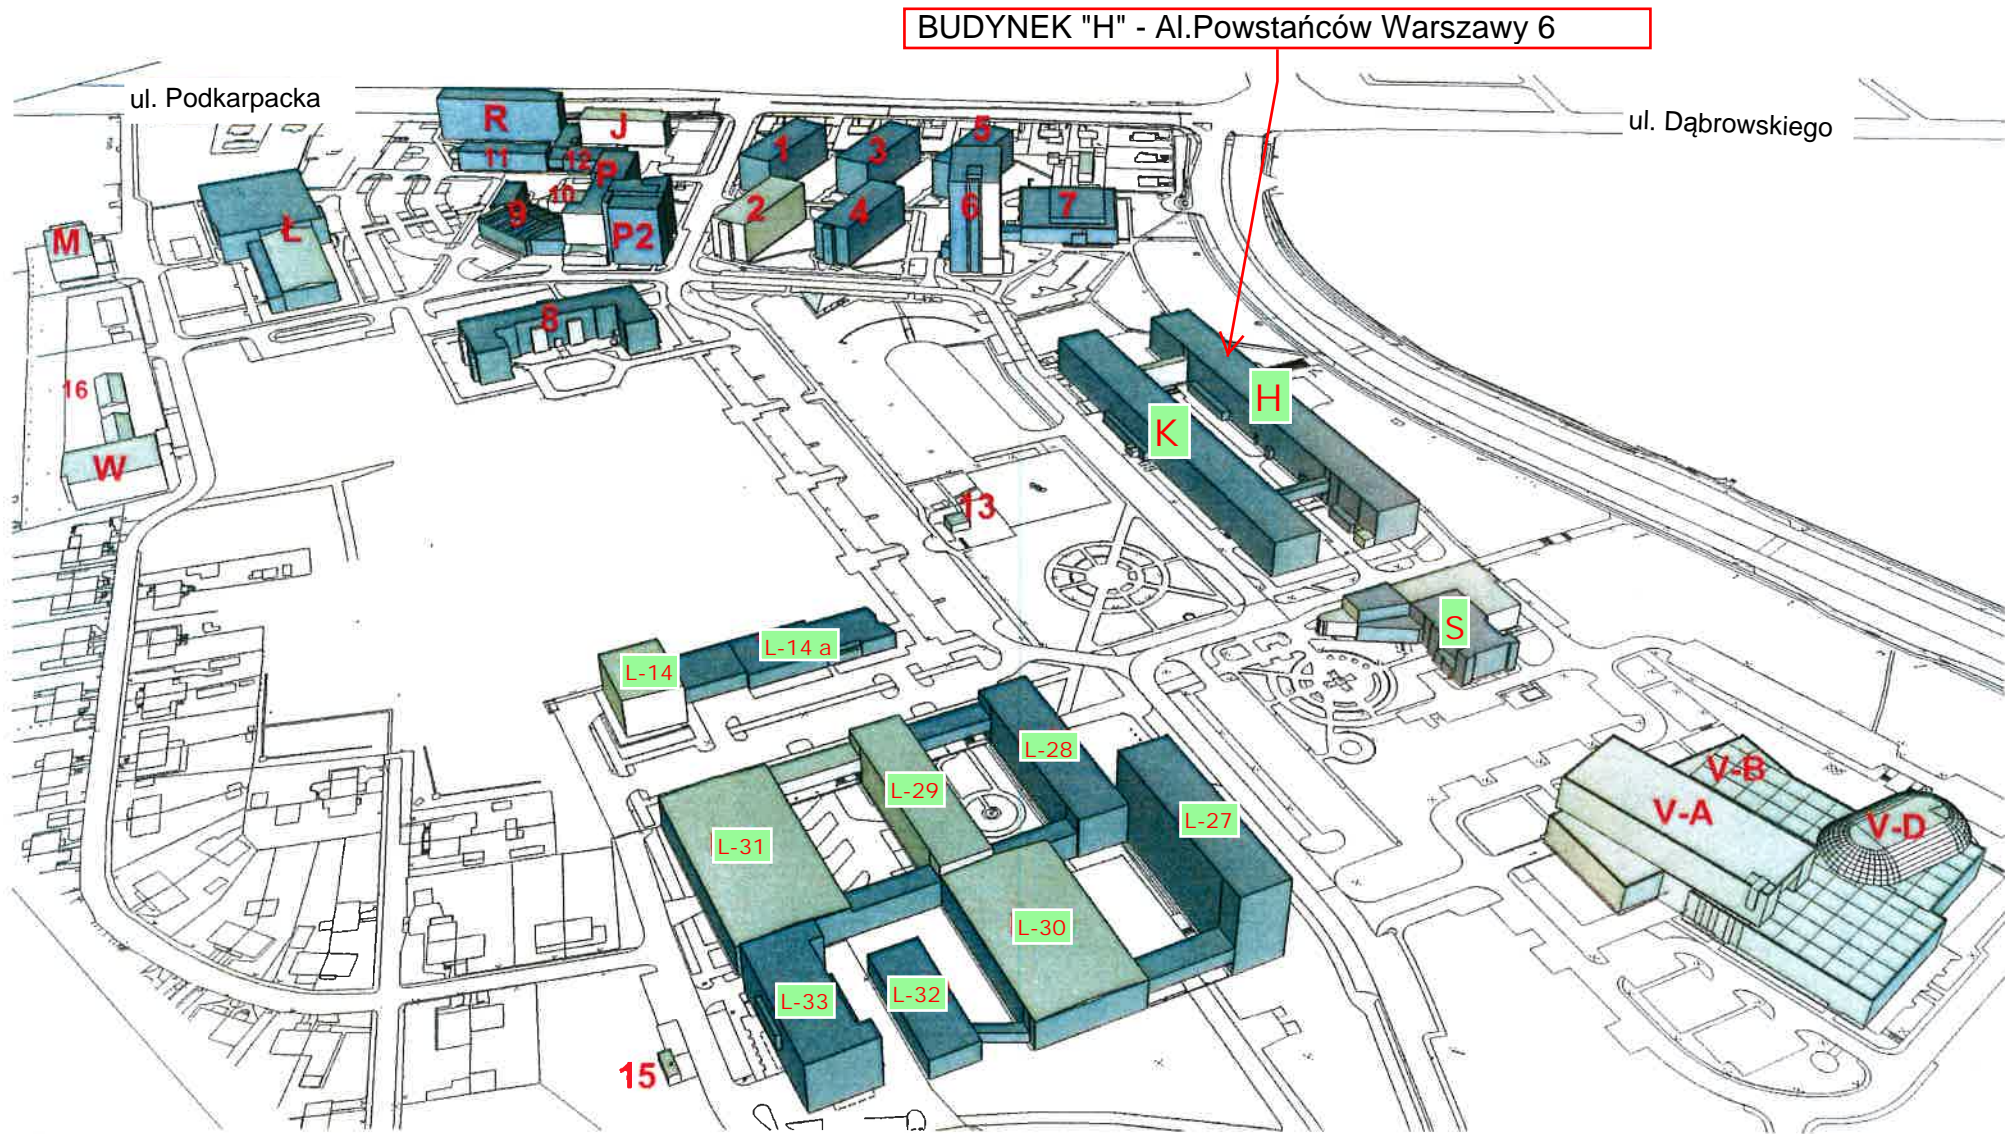 BUDYNEK "H" - Al.Powstańców Warszawy 6
ul. Podkarpacka
ul. Dąbrowskiego
R
J
11
12
P
10
9
P2
1
3
5
2
4
6
7
M
Ł
8
16
W
K
H
13
S
L-14
L-14 a
L-28
L-29
L-27
L-31
L-30
L-33
L-32
15
V-B
V-A
V-D